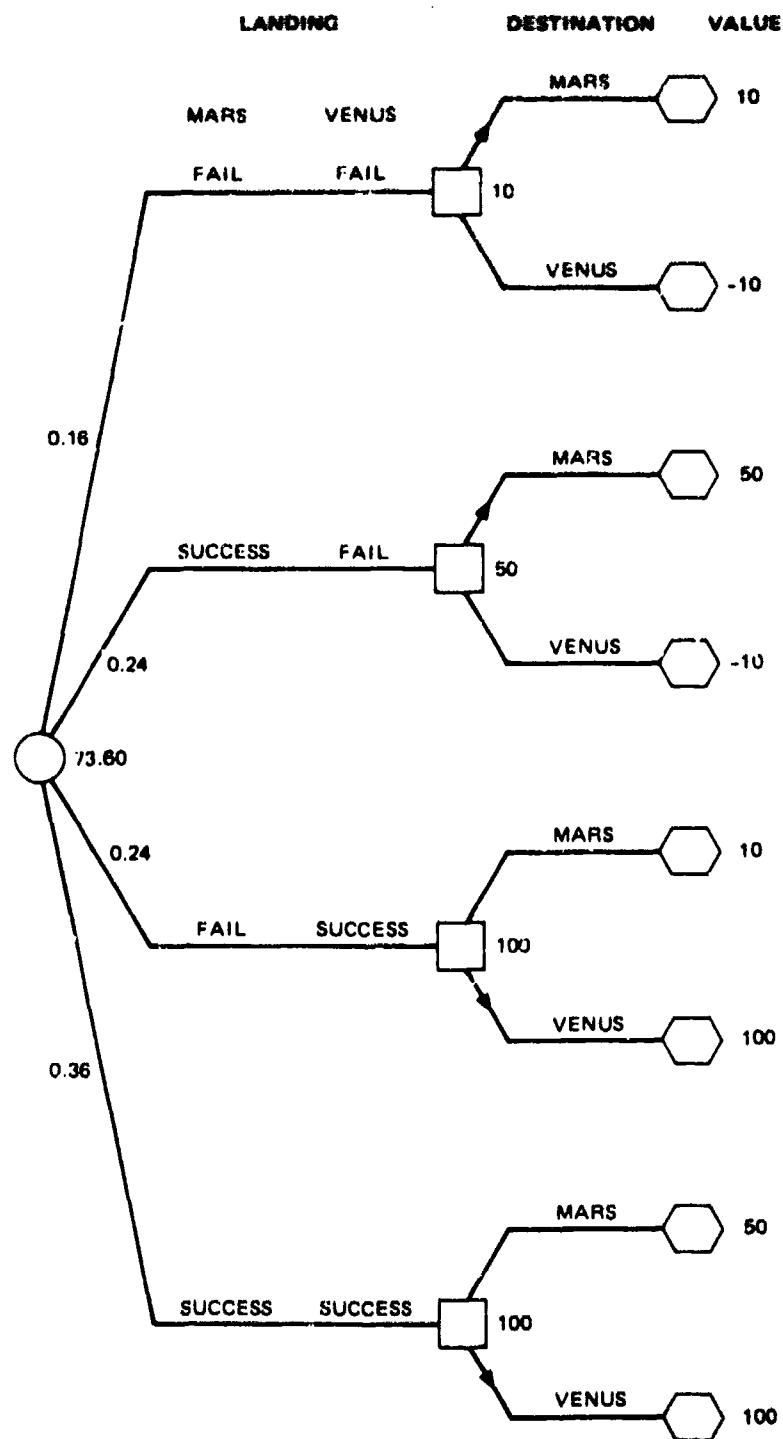 LANDING DESTINATION VALUE
MARS 10
MARS VENUS
FAIL FAIL 10
VENUS -10
0.16
MARS 50
SUCCESS FAIL 50
0.24 VENUS -10
73.60
0.24 MARS 10
FAIL SUCCESS 100
VENUS 100
0.36
MARS 50
SUCCESS SUCCESS 100
VENUS 100